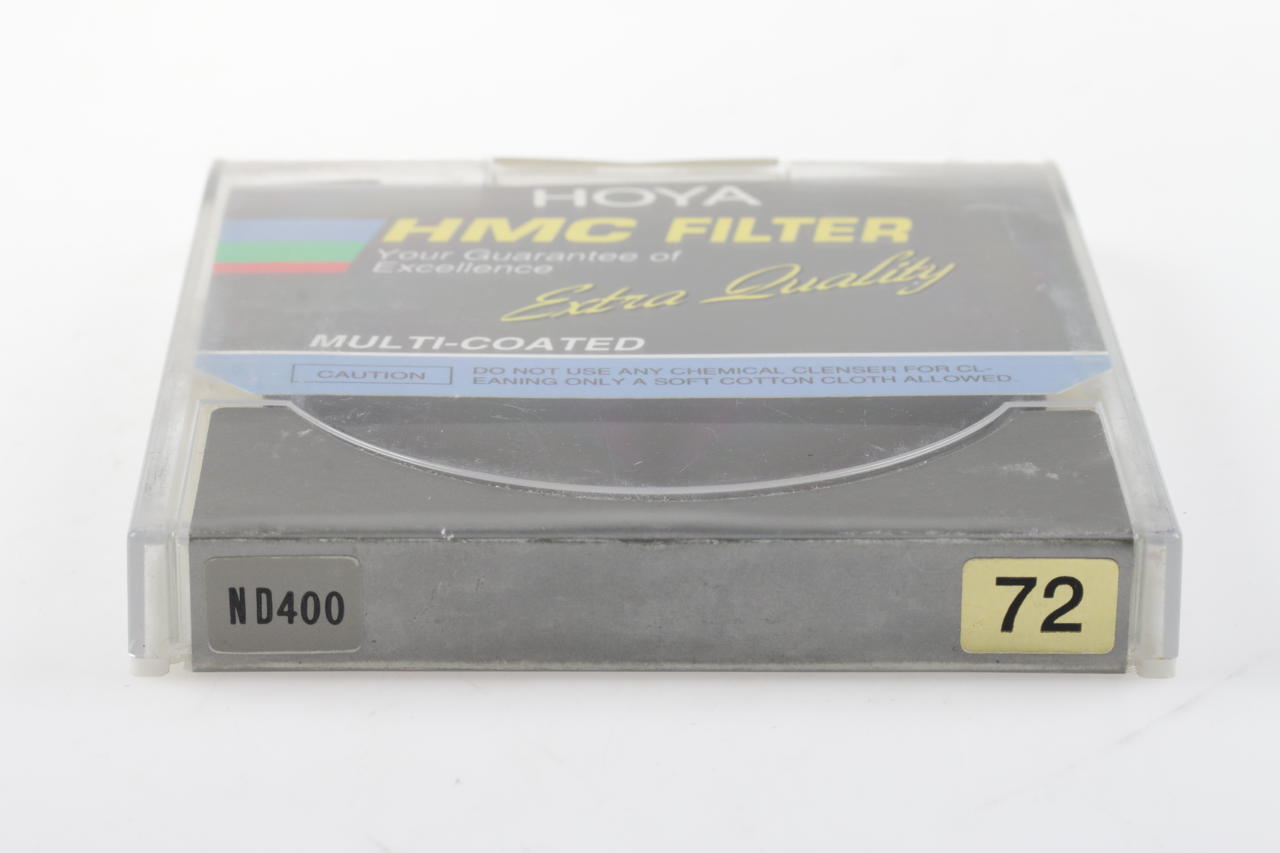 HOYA
HMC FILTER
Your Guarantee of
Excellence
Extra Quality
MULTI-COATED
CAUTION
DO NOT USE ANY CHEMICAL CLENSER FOR CL-
EANING ONLY A SOFT COTTON CLOTH ALLOWED.
ND400
72